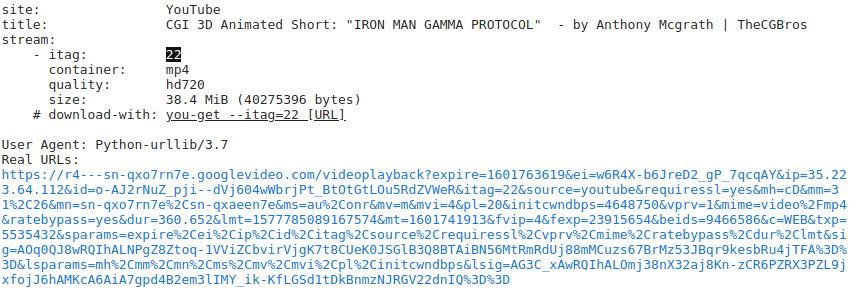 site:                YouTube
title:               CGI 3D Animated Short: "IRON MAN GAMMA PROTOCOL"  - by Anthony Mcgrath | TheCGBros
stream:
    - itag:          22
      container:     mp4
      quality:       hd720
      size:          38.4 MiB (40275396 bytes)
    # download-with: you-get --itag=22 [URL]

User Agent: Python-urllib/3.7
Real URLs:
https://r4---sn-qxo7rn7e.googlevideo.com/videoplayback?expire=1601763619&ei=w6R4X-b6JreD2_gP_7qcqAY&ip=35.22
3.64.112&id=o-AJ2rNuZ_pji--dVj604wWbrjPt_BtOtGtLOu5RdZVWeR&itag=22&source=youtube&requiressl=yes&mh=cD&mm=3
1%2C26&mn=sn-qxo7rn7e%2Csn-qxaeen7e&ms=au%2Conr&mv=m&mvi=4&pl=20&initcwndbps=4648750&vprv=1&mime=video%2Fmp4
&ratebypass=yes&dur=360.652&lmt=1577785089167574&mt=1601741913&fvip=4&fexp=23915654&beids=9466586&c=WEB&txp=
5535432&sparams=expire%2Cei%2Cip%2Cid%2Citag%2Csource%2Crequiressl%2Cvprv%2Cmime%2Cratebypass%2Cdur%2Clmt&si
g=AOq0QJ8wRQIhALNPgZ8Ztoq-1VViZCbvirVjgK7t8CUeK0JSGlB3Q8BTAiBN56MtRmRdUj88mMCuzs67BrMz53JBqr9kesbRu4jTFA%3D%
3D&lsparams=mh%2Cmm%2Cmn%2Cms%2Cmv%2Cmvi%2Cpl%2Cinitcwndbps&lsig=AG3C_xAwRQIhALOmj38nX32aj8Kn-zCR6PZRX3PZL9j
xfojJ6hAMKcA6AiA7gpd4B2em3lIMY_ik-KfLGSd1tDkBnmzNJRGV22dnIQ%3D%3D